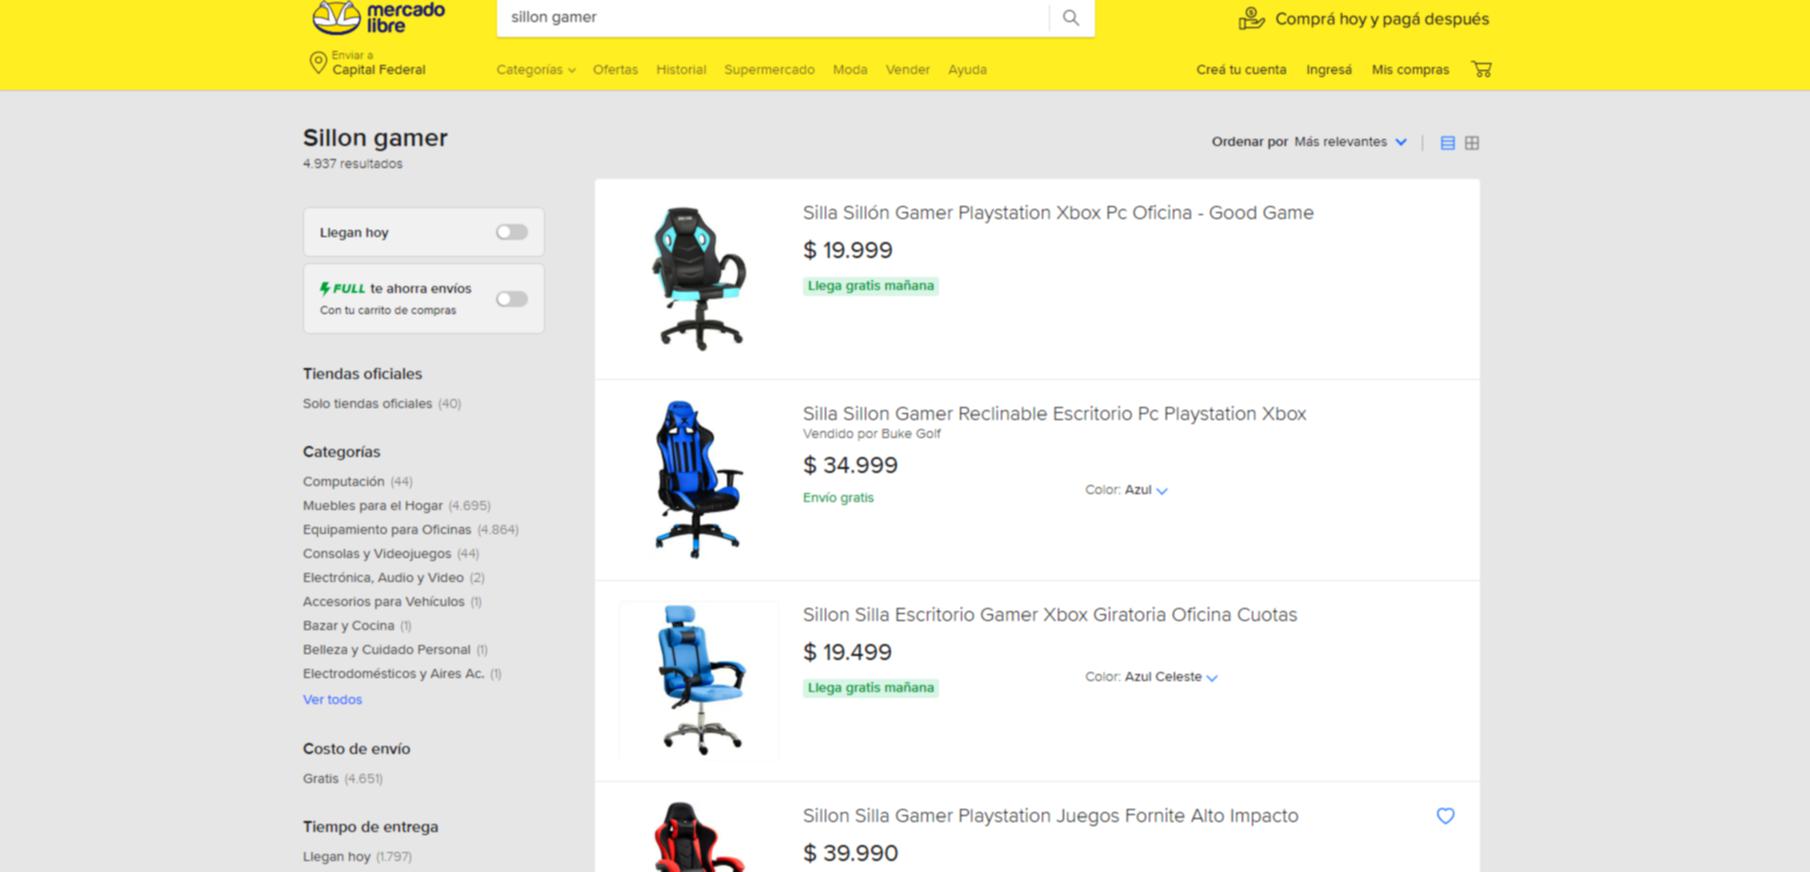 mercado
libre
sillon gamer
Comprá hoy y pagá después
Enviar a
Capital Federal
Categorías
Ofertas
Historial
Supermercado
Moda
Vender
Ayuda
Creá tu cuenta
Ingresá
Mis compras
Sillon gamer
4.937 resultados
Ordenar por Más relevantes
Llegan hoy
FULL te ahorra envíos
Con tu carrito de compras
Tiendas oficiales
Solo tiendas oficiales (40)
Categorías
Computación (44)
Muebles para el Hogar (4.695)
Equipamiento para Oficinas (4.864)
Consolas y Videojuegos (44)
Electrónica, Audio y Video (2)
Accesorios para Vehículos (1)
Bazar y Cocina (1)
Belleza y Cuidado Personal (1)
Electrodomésticos y Aires Ac. (1)
Ver todos
Costo de envío
Gratis (4.651)
Tiempo de entrega
Llegan hoy (1.797)
Silla Sillón Gamer Playstation Xbox Pc Oficina - Good Game
$ 19.999
Llega gratis mañana
Silla Sillon Gamer Reclinable Escritorio Pc Playstation Xbox
Vendido por Buke Golf
$ 34.999
Envío gratis
Color: Azul
Sillon Silla Escritorio Gamer Xbox Giratoria Oficina Cuotas
$ 19.499
Llega gratis mañana
Color: Azul Celeste
Sillon Silla Gamer Playstation Juegos Fornite Alto Impacto
$ 39.990